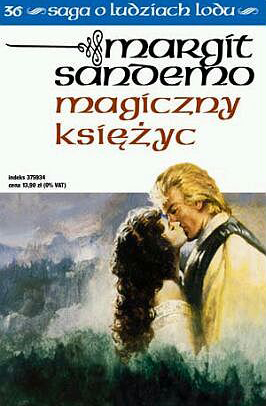 36 saga o ludziach lodu
margit
sandemo
magiczny
księżyc
indeks 375934
cena 13,90 zł (0% VAT)